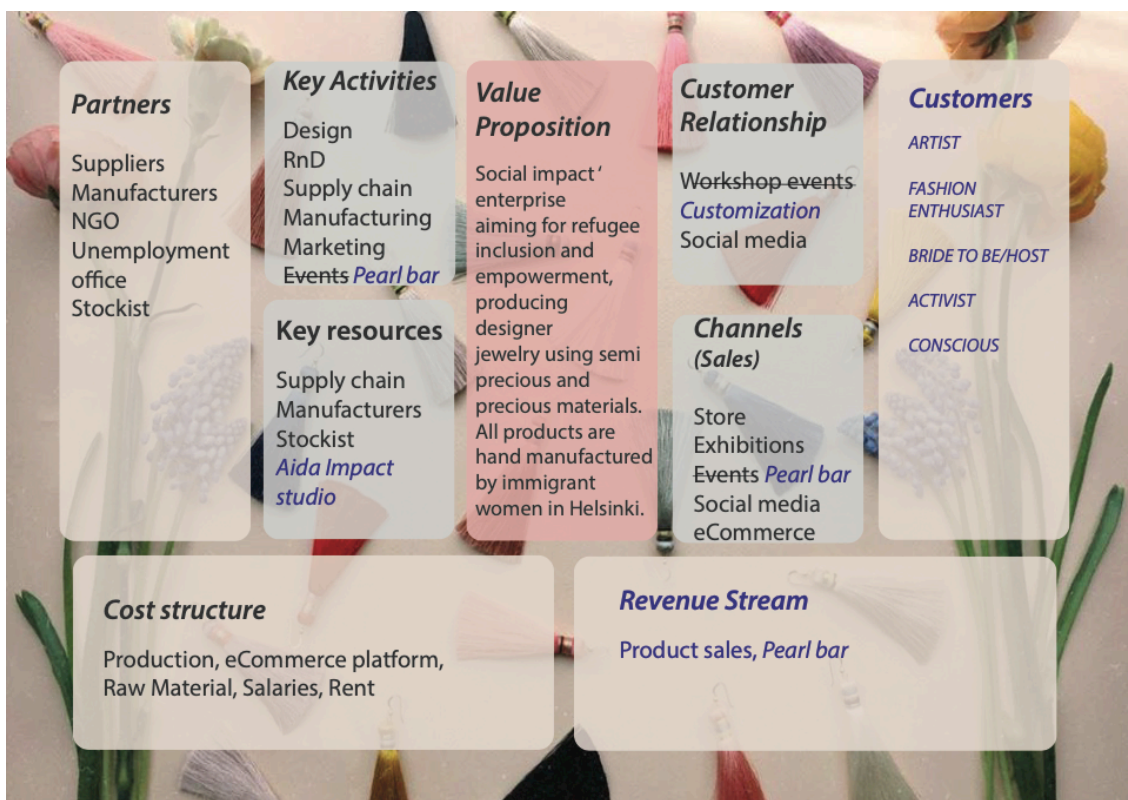 Partners
Suppliers
Manufacturers
NGO
Unemployment
office
Stockist
Key Activities
Design
RnD
Supply chain
Manufacturing
Marketing
Events Pearl bar
Key resources
Supply chain
Manufacturers
Stockist
Aida Impact
studio
Value
Proposition
Social impact '
enterprise
aiming for refugee
inclusion and
empowerment,
producing
designer
jewelry using semi
precious and
precious materials.
All products are
hand manufactured
by immigrant
women in Helsinki.
Customer
Relationship
Workshop events
Customization
Social media
Channels
(Sales)
Store
Exhibitions
Events Pearl bar
Social media
eCommerce
Customers
ARTIST
FASHION
ENTHUSIAST
BRIDE TO BE/HOST
ACTIVIST
CONSCIOUS
Cost structure
Production, eCommerce platform,
Raw Material, Salaries, Rent
Revenue Stream
Product sales, Pearl bar